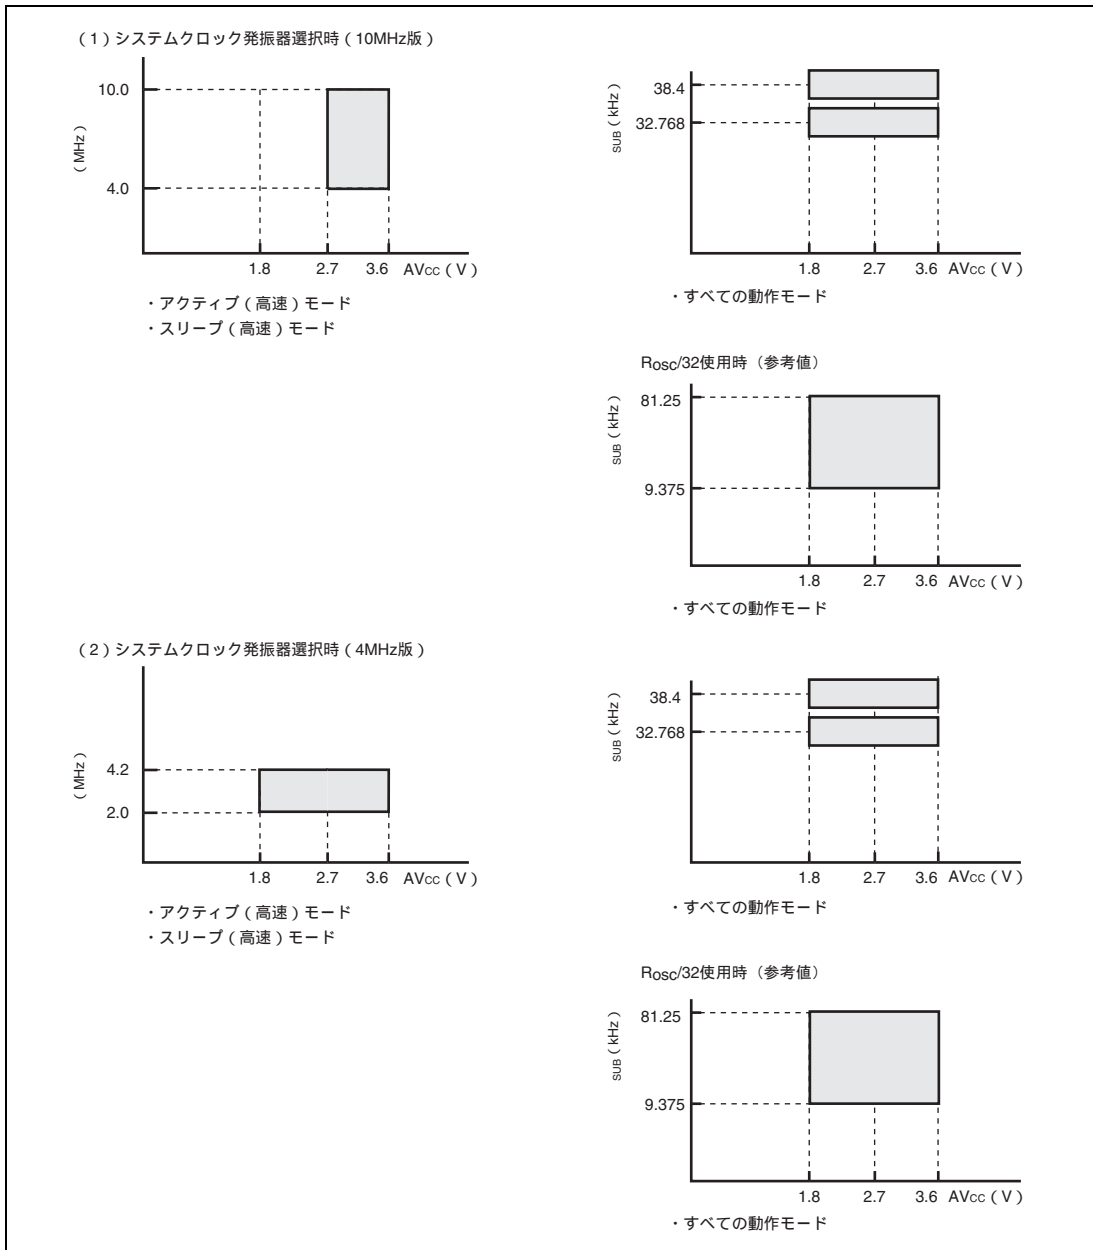 (1)システムクロック発振器選択時(10MHz版)
10.0
4.0
(MHz)
1.8 2.7 3.6 AVcc(V)
・アクティブ(高速)モード
・スリープ(高速)モード
38.4
32.768
SUB(kHz)
1.8 2.7 3.6 AVcc(V)
・すべての動作モード
Rosc/32使用時(参考値)
81.25
9.375
SUB(kHz)
1.8 2.7 3.6 AVcc(V)
・すべての動作モード
(2)システムクロック発振器選択時(4MHz版)
4.2
2.0
(MHz)
1.8 2.7 3.6 AVcc(V)
・アクティブ(高速)モード
・スリープ(高速)モード
38.4
32.768
SUB(kHz)
1.8 2.7 3.6 AVcc(V)
・すべての動作モード
Rosc/32使用時(参考値)
81.25
9.375
SUB(kHz)
1.8 2.7 3.6 AVcc(V)
・すべての動作モード